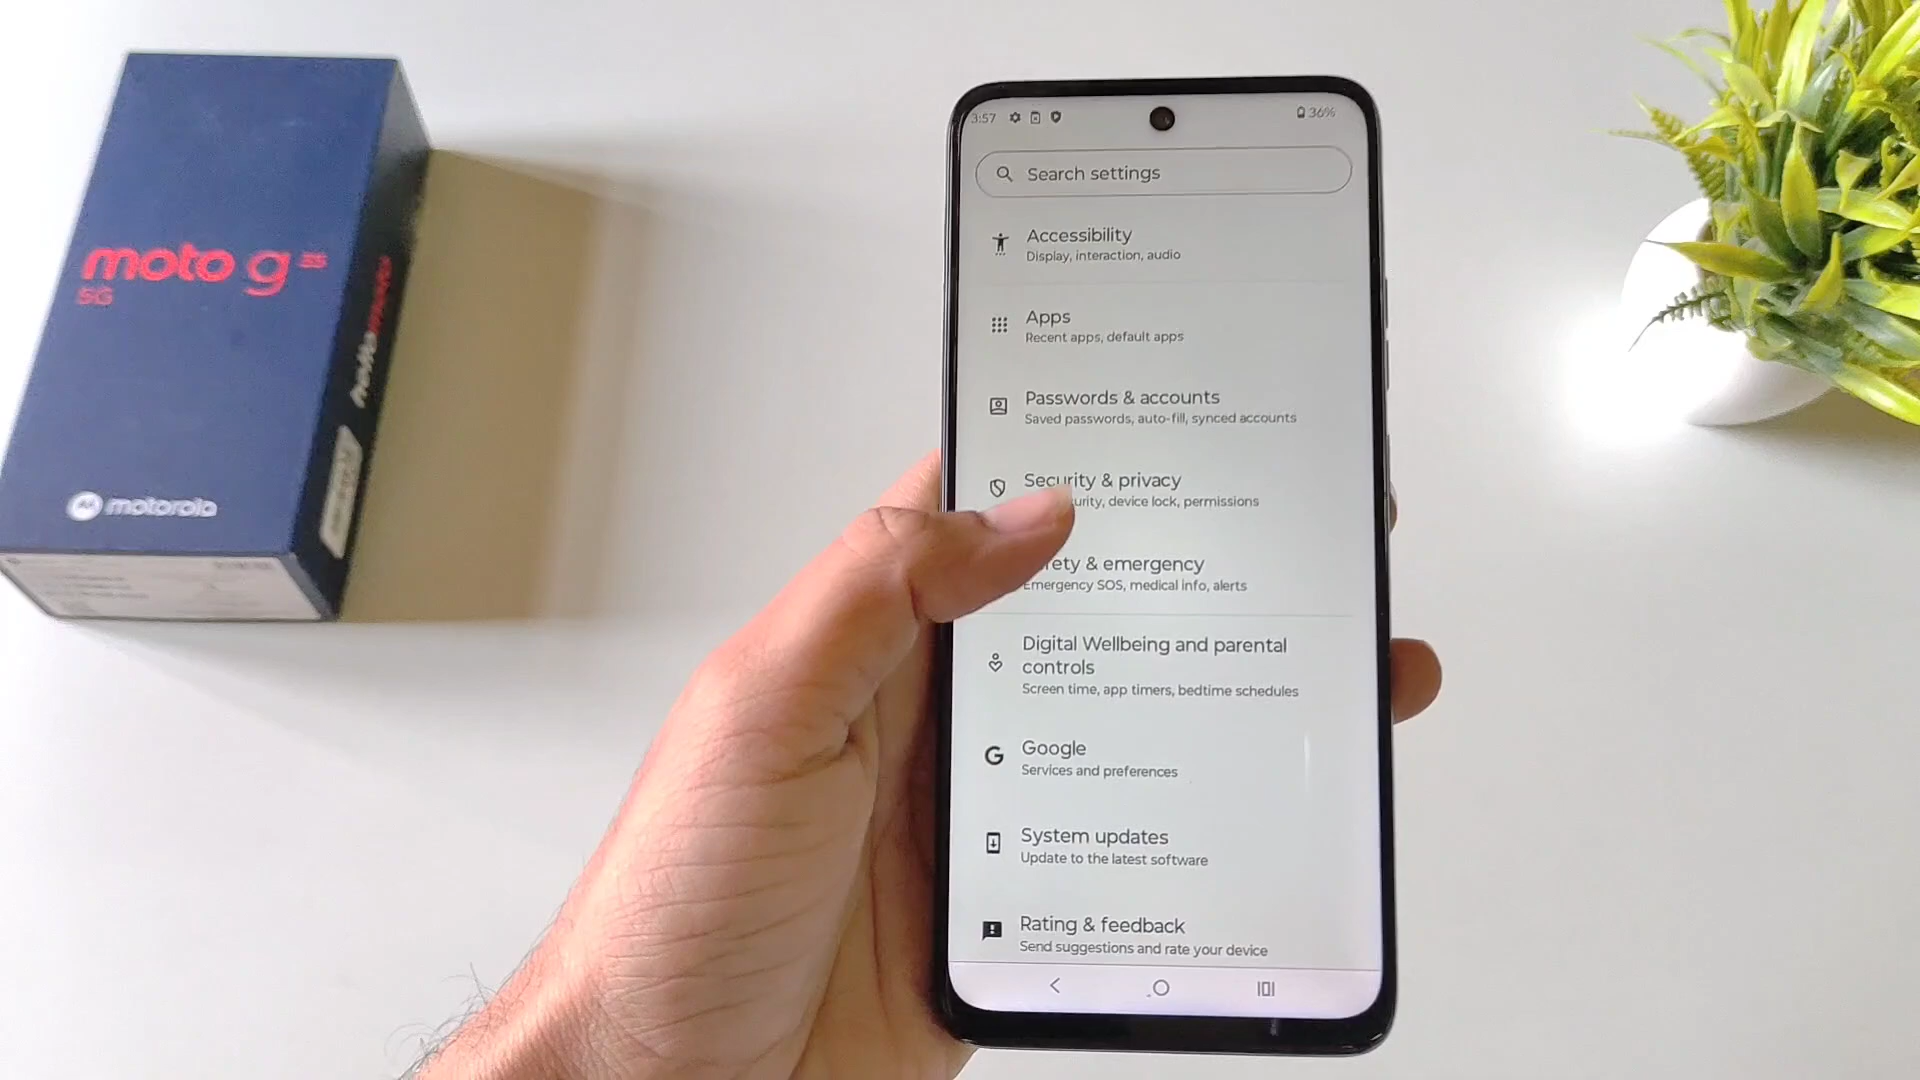 moto g 35
5G
hellomoto
motorola
3:57
36%
Search settings
Accessibility
Display, interaction, audio
Apps
Recent apps, default apps
Passwords & accounts
Saved passwords, auto-fill, synced accounts
Security & privacy
urity, device lock, permissions
ety & emergency
Emergency SOS, medical info, alerts
Digital Wellbeing and parental
controls
Screen time, app timers, bedtime schedules
Google
Services and preferences
System updates
Update to the latest software
Rating & feedback
Send suggestions and rate your device